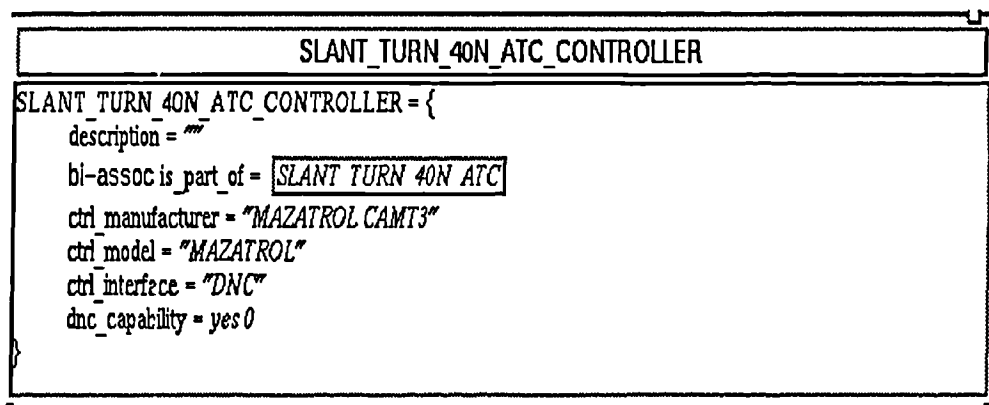 SLANT_TURN_40N_ATC_CONTROLLER
SLANT_TURN_40N_ATC_CONTROLLER = {
description = ""
bi-assoc is_part_of = SLANT TURN 40N ATC
ctrl_manufacturer = "MAZATROL CAMT3"
ctrl_model = "MAZATROL"
ctrl_interface = "DNC"
dnc_capability = yes 0
}